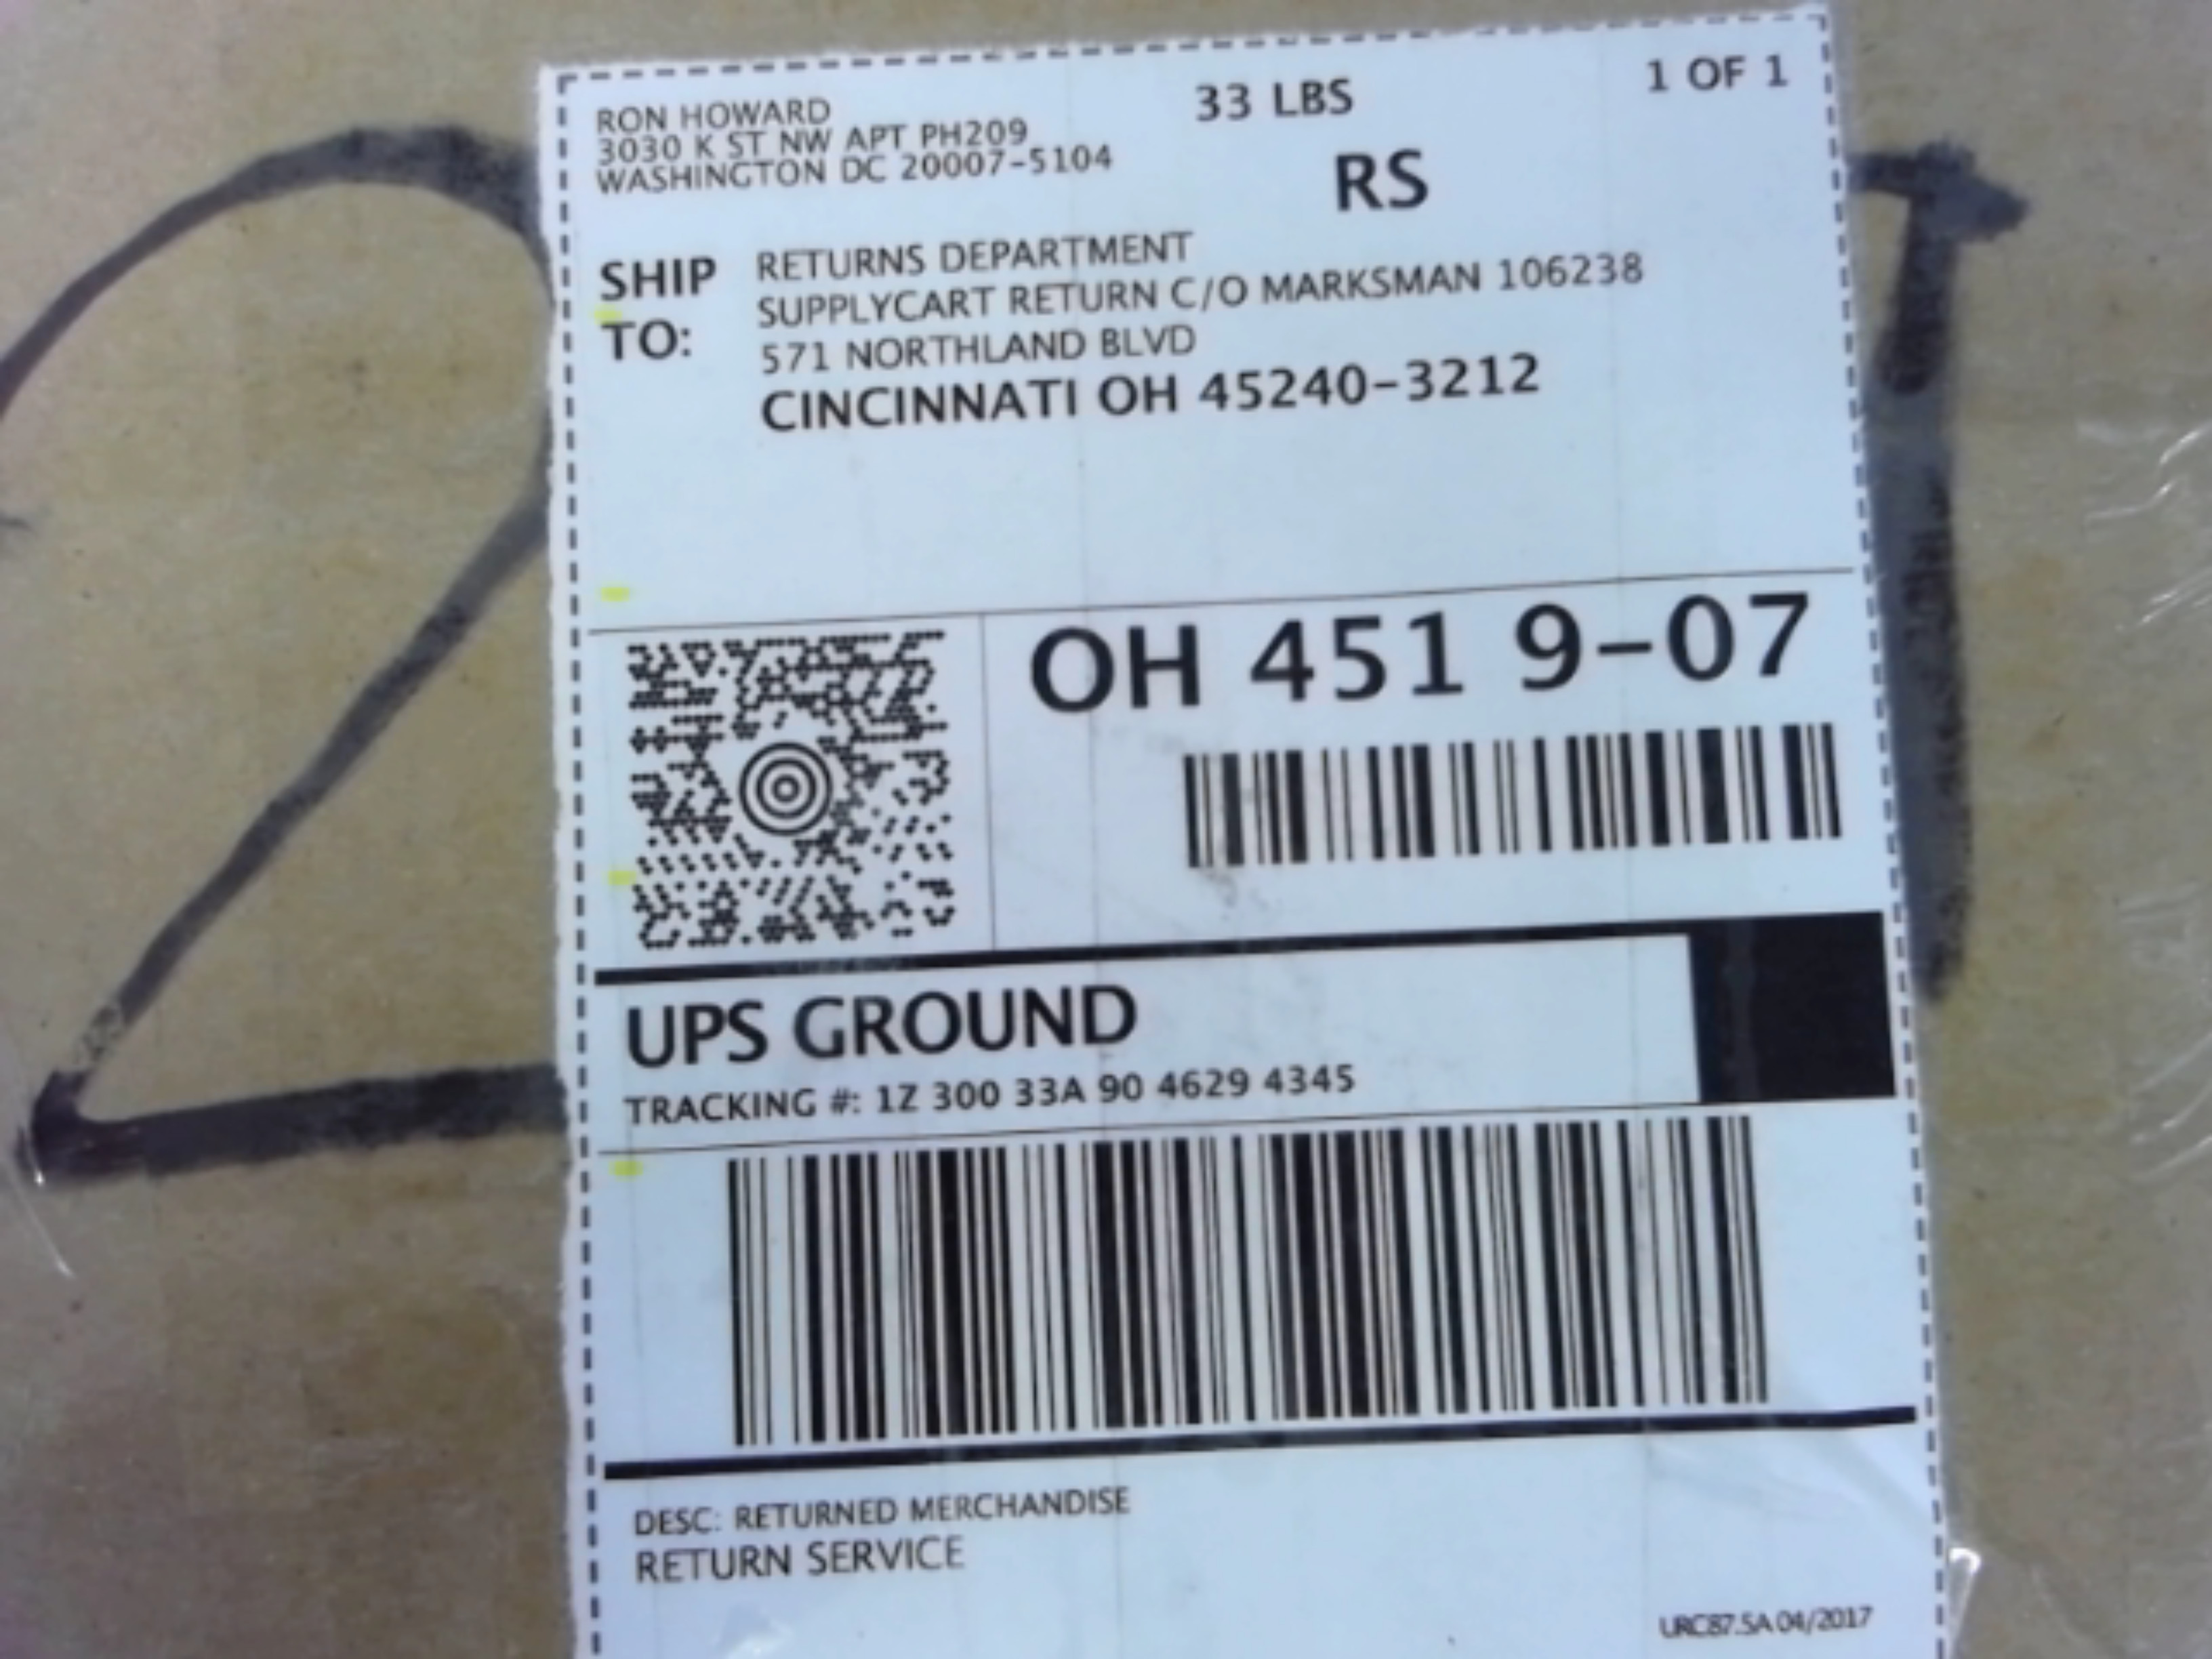 RON HOWARD
3030 K ST NW APT PH209
WASHINGTON DC 20007-5104
33 LBS
1 OF 1
RS
SHIP TO:
RETURNS DEPARTMENT
SUPPLYCART RETURN C/O MARKSMAN 106238
571 NORTHLAND BLVD
CINCINNATI OH 45240-3212
OH 451 9-07
UPS GROUND
TRACKING #: 1Z 300 33A 90 4629 4345
DESC: RETURNED MERCHANDISE
RETURN SERVICE
URC87.5A 04/2017
2